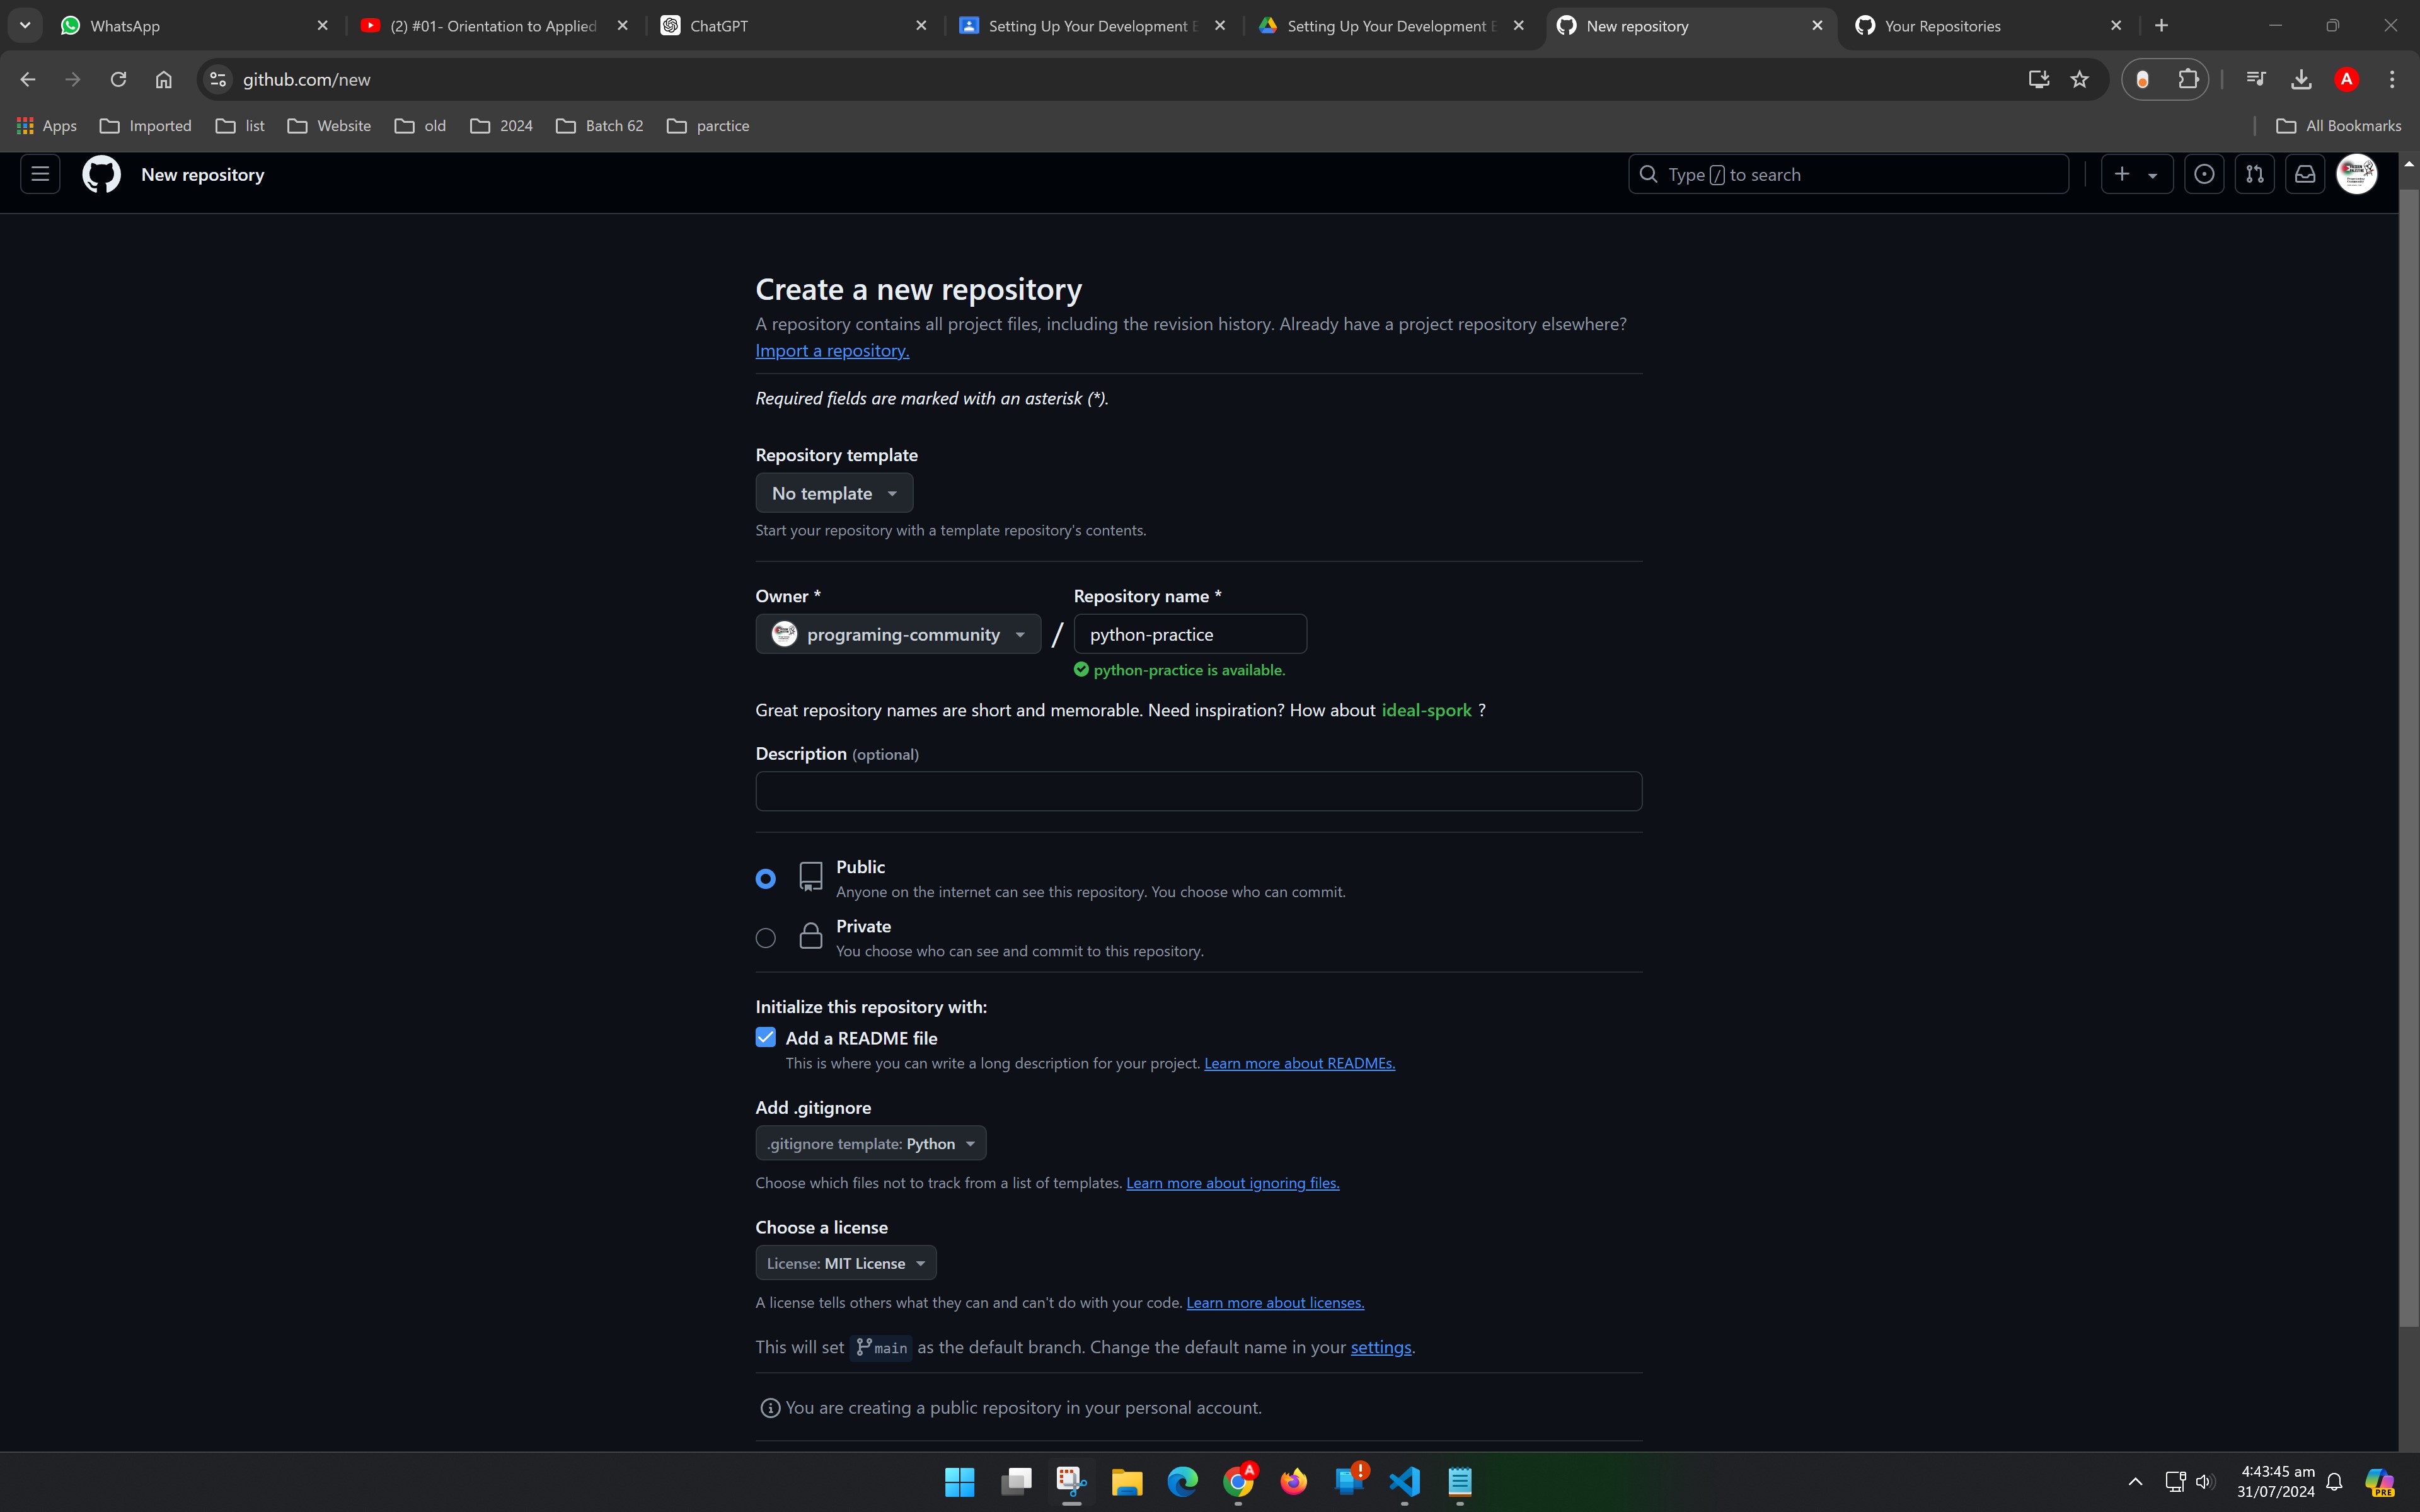 WhatsApp
(2) #01- Orientation to Applied
ChatGPT
Setting Up Your Development E
Setting Up Your Development E
New repository
Your Repositories
github.com/new
A
Apps
Imported
list
Website
old
2024
Batch 62
parctice
All Bookmarks
New repository
Type / to search
Create a new repository
A repository contains all project files, including the revision history. Already have a project repository elsewhere?
Import a repository.
Required fields are marked with an asterisk (*).
Repository template
No template
Start your repository with a template repository's contents.
Owner *
Repository name *
programing-community
/
python-practice
python-practice is available.
Great repository names are short and memorable. Need inspiration? How about ideal-spork ?
Description (optional)
Public
Anyone on the internet can see this repository. You choose who can commit.
Private
You choose who can see and commit to this repository.
Initialize this repository with:
Add a README file
This is where you can write a long description for your project. Learn more about READMEs.
Add .gitignore
.gitignore template: Python
Choose which files not to track from a list of templates. Learn more about ignoring files.
Choose a license
License: MIT License
A license tells others what they can and can't do with your code. Learn more about licenses.
This will set main as the default branch. Change the default name in your settings.
You are creating a public repository in your personal account.
A
4:43:45 am
31/07/2024
PRE